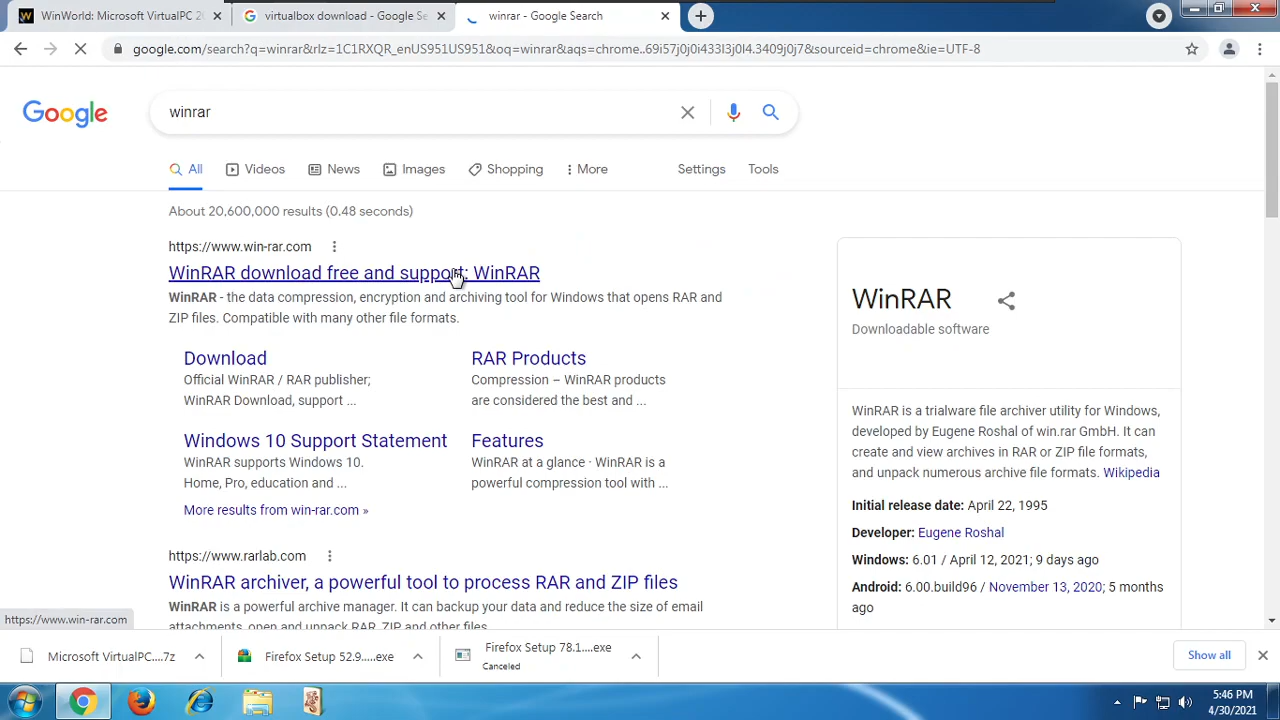 WinWorld: Microsoft VirtualPC 20
virtualbox download - Google Se
winrar - Google Search
google.com/search?q=winrar&rlz=1C1RXQR_enUS951US951&oq=winrar&aqs=chrome..69i57j0j0i433l3j0l4.3409j0j7&sourceid=chrome&ie=UTF-8
Google
winrar
All
Videos
News
Images
Shopping
More
Settings
Tools
About 20,600,000 results (0.48 seconds)
https://www.win-rar.com
WinRAR download free and support: WinRAR
WinRAR - the data compression, encryption and archiving tool for Windows that opens RAR and
ZIP files. Compatible with many other file formats.
Download
Official WinRAR / RAR publisher;
WinRAR Download, support ...
RAR Products
Compression – WinRAR products
are considered the best and ...
Windows 10 Support Statement
WinRAR supports Windows 10.
Home, Pro, education and ...
Features
WinRAR at a glance · WinRAR is a
powerful compression tool with ...
More results from win-rar.com »
https://www.rarlab.com
WinRAR archiver, a powerful tool to process RAR and ZIP files
WinRAR is a powerful archive manager. It can backup your data and reduce the size of email
attachments, open and unpack RAR, ZIP and other files.
WinRAR
Downloadable software
WinRAR is a trialware file archiver utility for Windows,
developed by Eugene Roshal of win.rar GmbH. It can
create and view archives in RAR or ZIP file formats,
and unpack numerous archive file formats. Wikipedia
Initial release date: April 22, 1995
Developer: Eugene Roshal
Windows: 6.01 / April 12, 2021; 9 days ago
Android: 6.00.build96 / November 13, 2020; 5 months
ago
https://www.win-rar.com
Microsoft VirtualPC....7z
Firefox Setup 52.9....exe
Firefox Setup 78.1....exe
Canceled
Show all
5:46 PM
4/30/2021